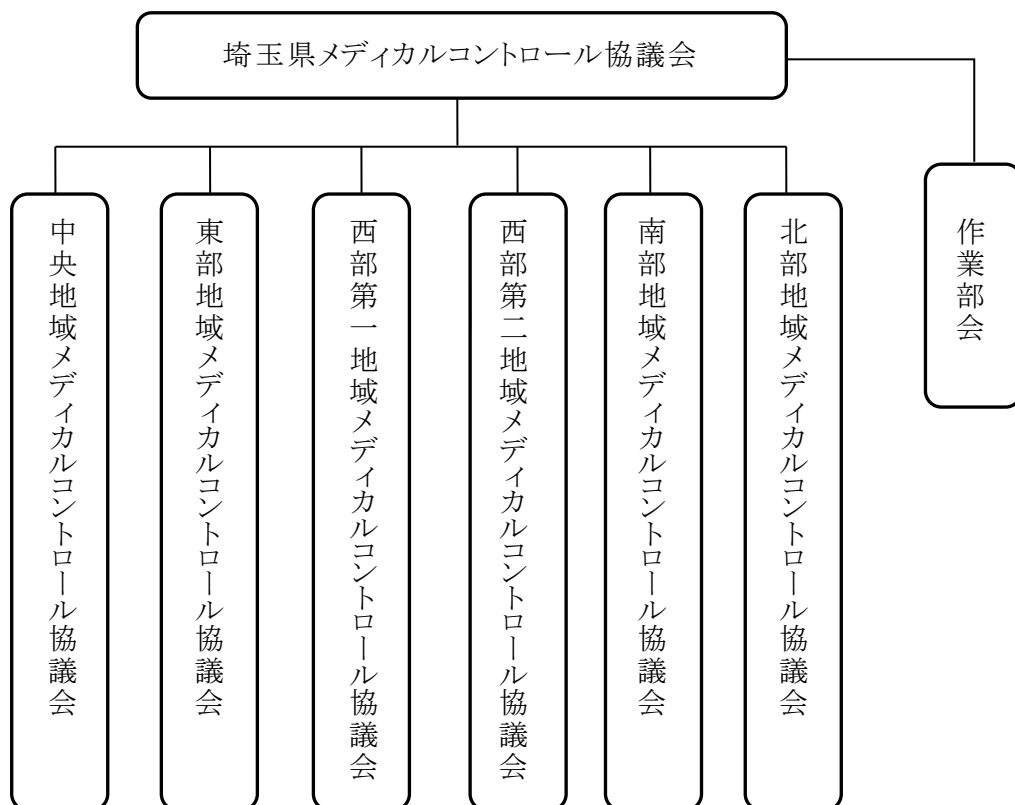 埼玉県メディカルコントロール協議会
中央地域メディカルコントロール協議会
東部地域メディカルコントロール協議会
西部第一地域メディカルコントロール協議会
西部第二地域メディカルコントロール協議会
南部地域メディカルコントロール協議会
北部地域メディカルコントロール協議会
作業部会